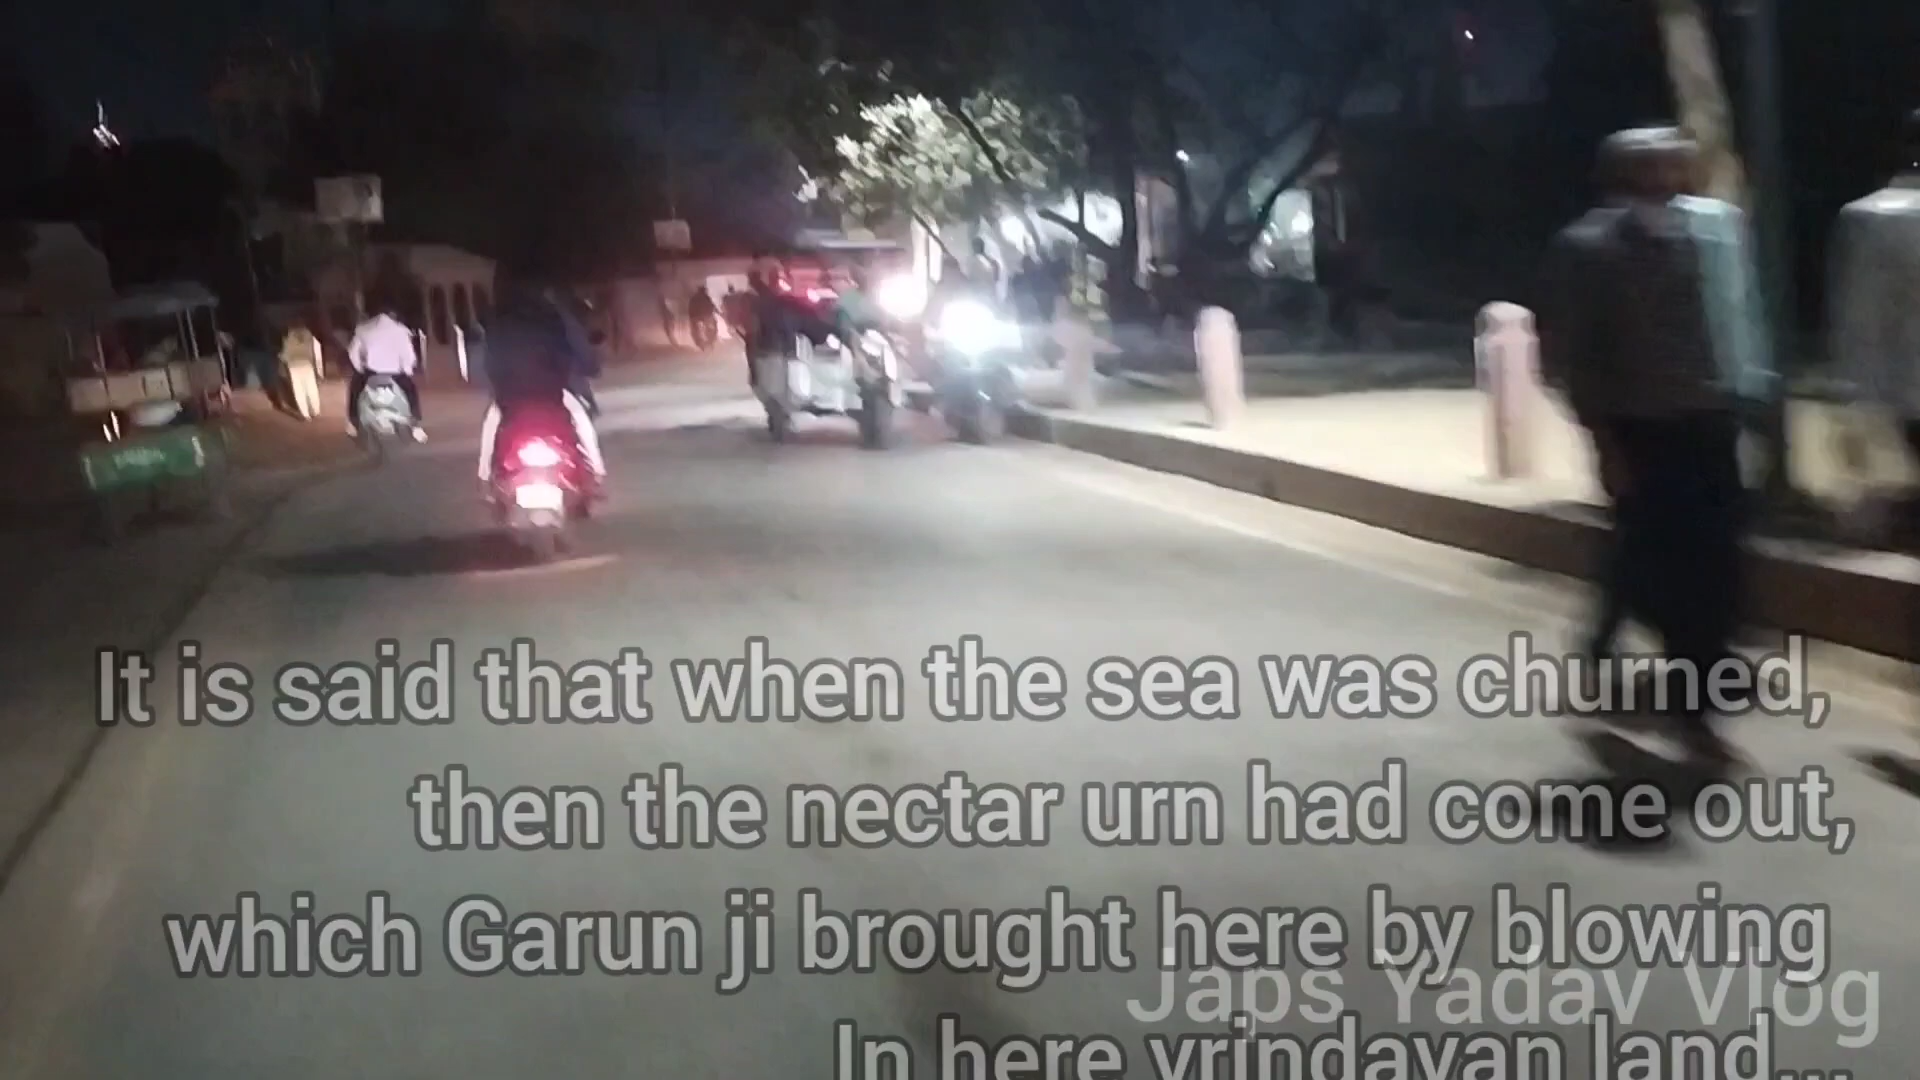 It is said that when the sea was churned,
then the nectar urn had come out,
which Garun ji brought here by blowing
Japs Yadav Vlog
In here vrindavan land...